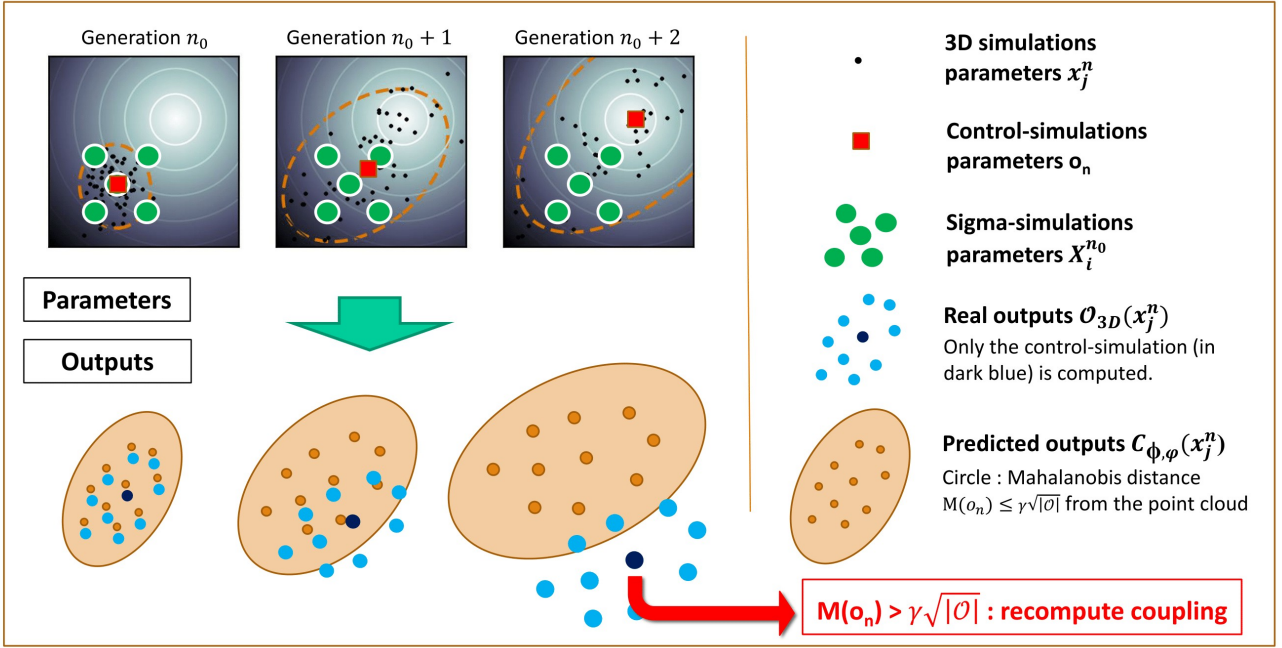 Generation n₀
Generation n₀ + 1
Generation n₀ + 2
Parameters
Outputs
3D simulations
parameters xⱼⁿ
Control-simulations
parameters oₙ
Sigma-simulations
parameters Xᵢⁿ⁰
Real outputs 𝒪₃D(xⱼⁿ)
Only the control-simulation (in
dark blue) is computed.
Predicted outputs C_ϕ,φ(xⱼⁿ)
Circle : Mahalanobis distance
M(oₙ) ≤ γ√|𝒪| from the point cloud
M(oₙ) > γ√|𝒪| : recompute coupling